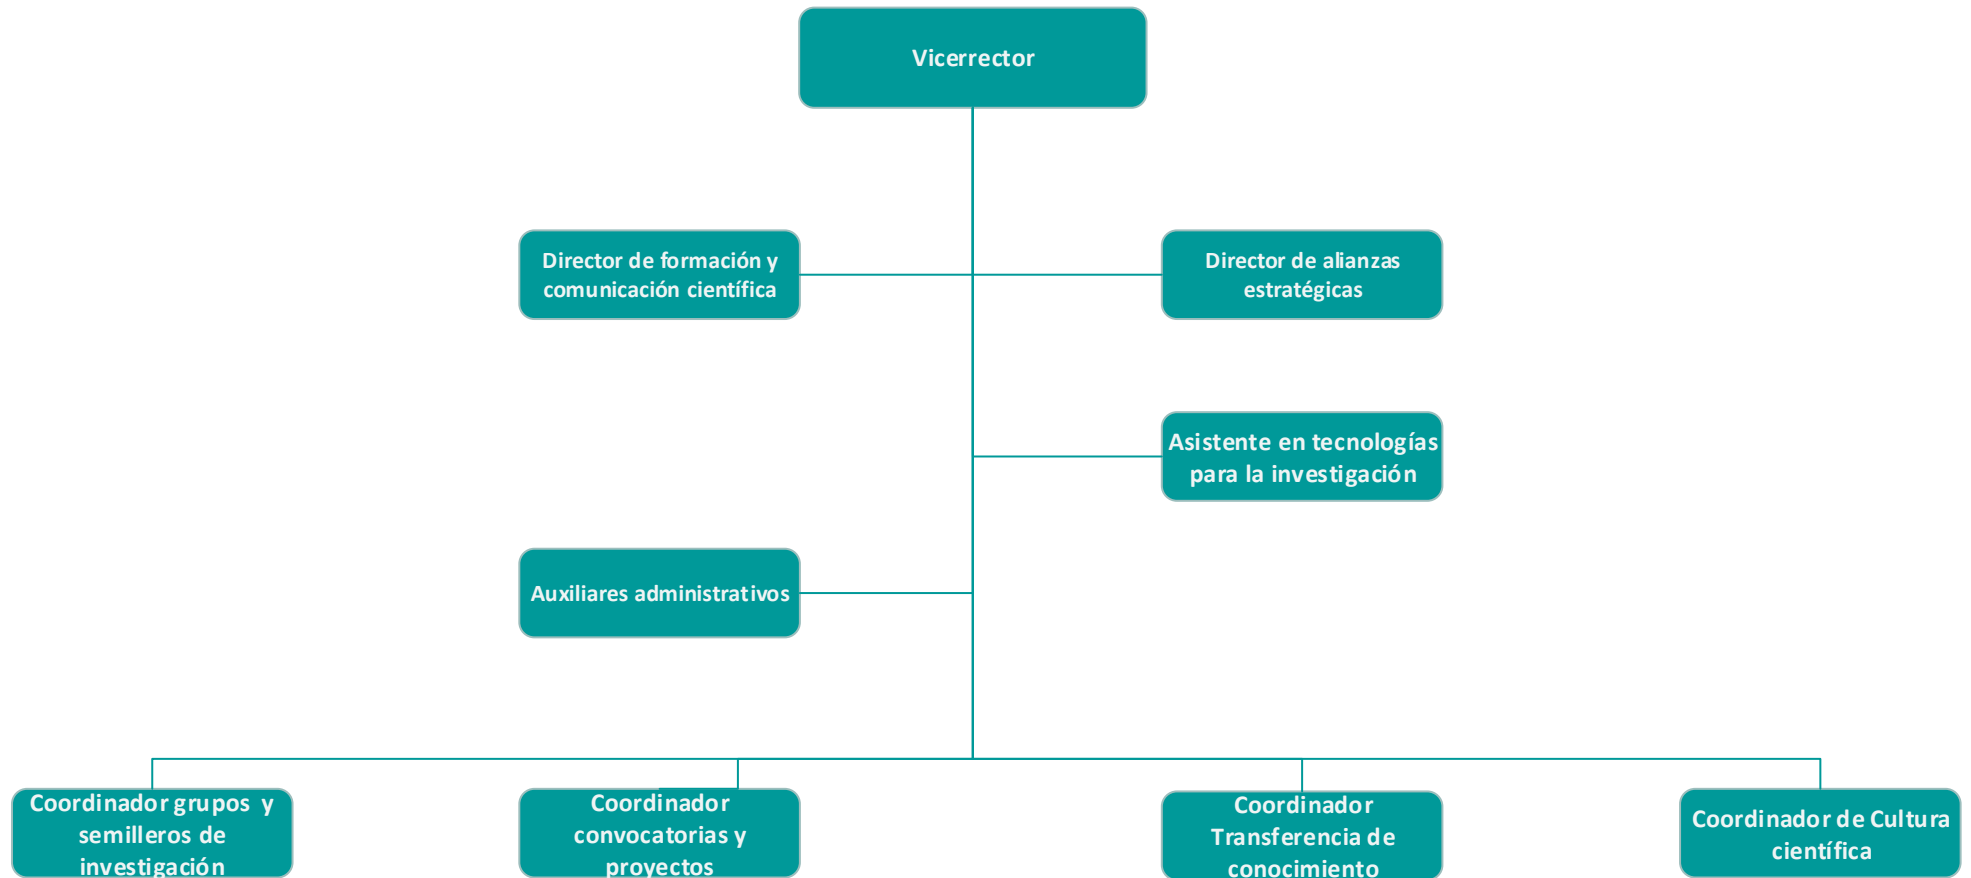 Vicerrector
Director de formación y
comunicación científica
Director de alianzas
estratégicas
Asistente en tecnologías
para la investigación
Auxiliares administrativos
Coordinador grupos y
semilleros de
investigación
Coordinador
convocatorias y
proyectos
Coordinador
Transferencia de
conocimiento
Coordinador de Cultura
científica